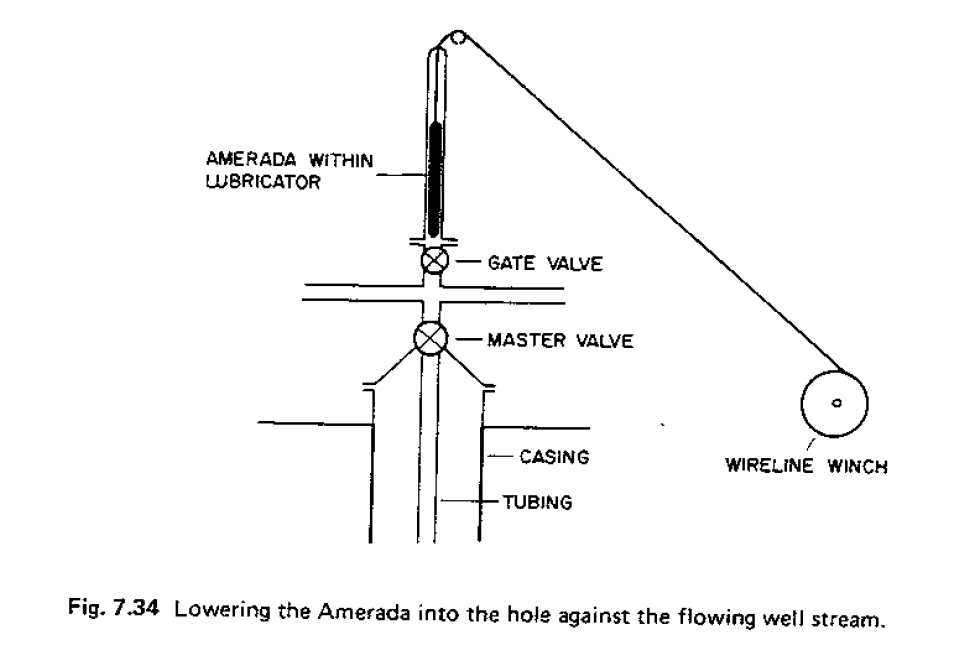 AMERADA WITHIN
LUBRICATOR
GATE VALVE
MASTER VALVE
CASING
WIRELINE WINCH
TUBING
Fig. 7.34 Lowering the Amerada into the hole against the flowing well stream.